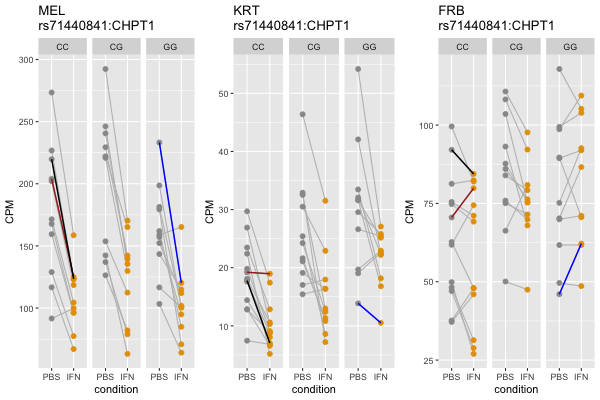 MEL
rs71440841:CHPT1
CC CG GG
300
250
200
150
100
CPM
PBS IFN PBS IFN PBS IFN
condition
KRT
rs71440841:CHPT1
CC CG GG
50
40
30
20
10
CPM
PBS IFN PBS IFN PBS IFN
condition
FRB
rs71440841:CHPT1
CC CG GG
100
75
50
25
CPM
PBS IFN PBS IFN PBS IFN
condition